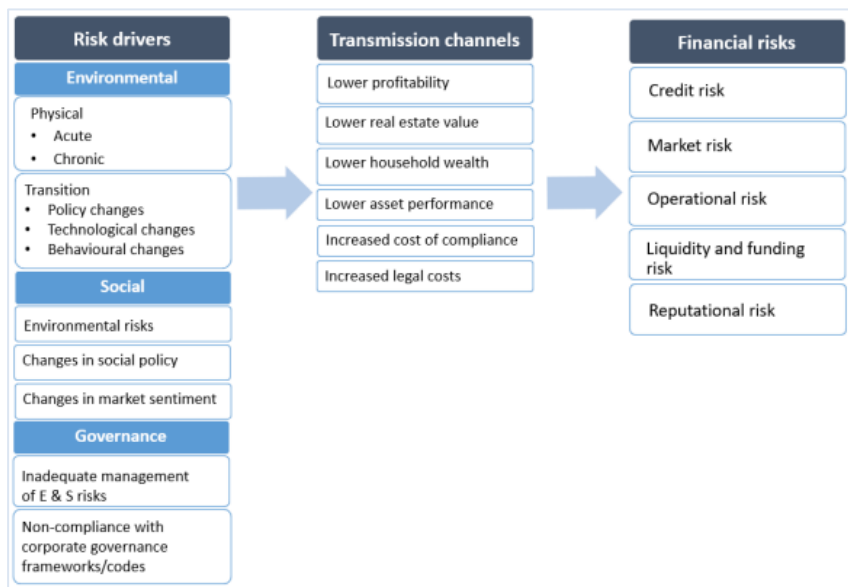 Risk drivers
Environmental
Physical
• Acute
• Chronic
Transition
• Policy changes
• Technological changes
• Behavioural changes
Social
Environmental risks
Changes in social policy
Changes in market sentiment
Governance
Inadequate management
of E & S risks
Non-compliance with
corporate governance
frameworks/codes
Transmission channels
Lower profitability
Lower real estate value
Lower household wealth
Lower asset performance
Increased cost of compliance
Increased legal costs
Financial risks
Credit risk
Market risk
Operational risk
Liquidity and funding
risk
Reputational risk